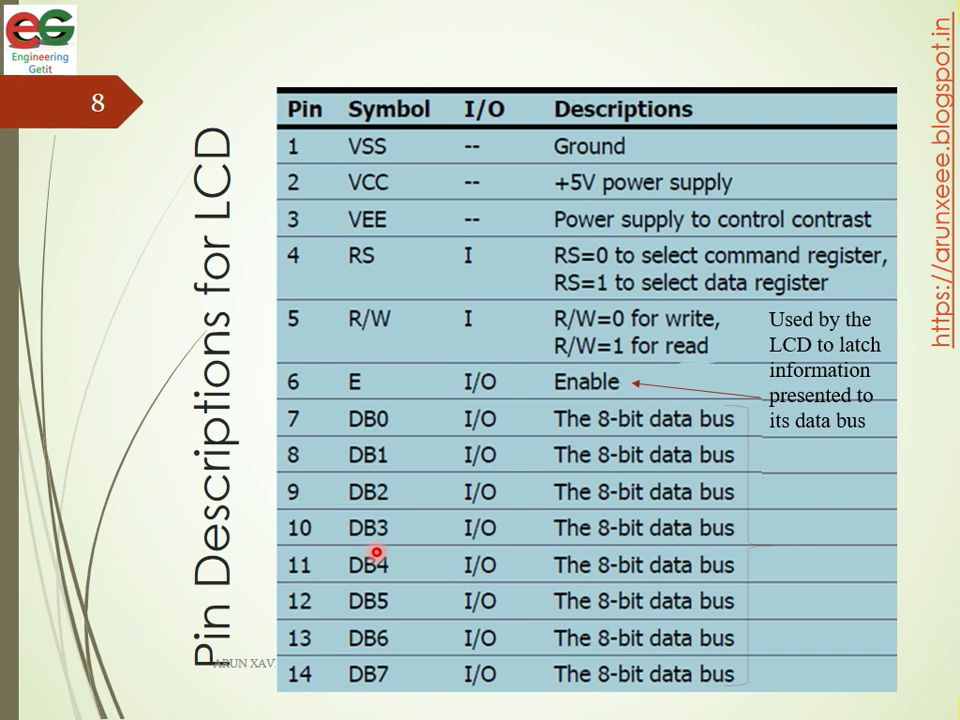 eG
Engineering
Getit
8
https://arunxeee.blogspot.in
Pin Descriptions for LCD
Pin Symbol I/O Descriptions
1 VSS -- Ground
2 VCC -- +5V power supply
3 VEE -- Power supply to control contrast
4 RS I RS=0 to select command register,
RS=1 to select data register
5 R/W I R/W=0 for write,
R/W=1 for read
6 E I/O Enable
Used by the
LCD to latch
information
presented to
its data bus
7 DB0 I/O The 8-bit data bus
8 DB1 I/O The 8-bit data bus
9 DB2 I/O The 8-bit data bus
10 DB3 I/O The 8-bit data bus
11 DB4 I/O The 8-bit data bus
12 DB5 I/O The 8-bit data bus
13 DB6 I/O The 8-bit data bus
14 DB7 I/O The 8-bit data bus
ARUN XAV